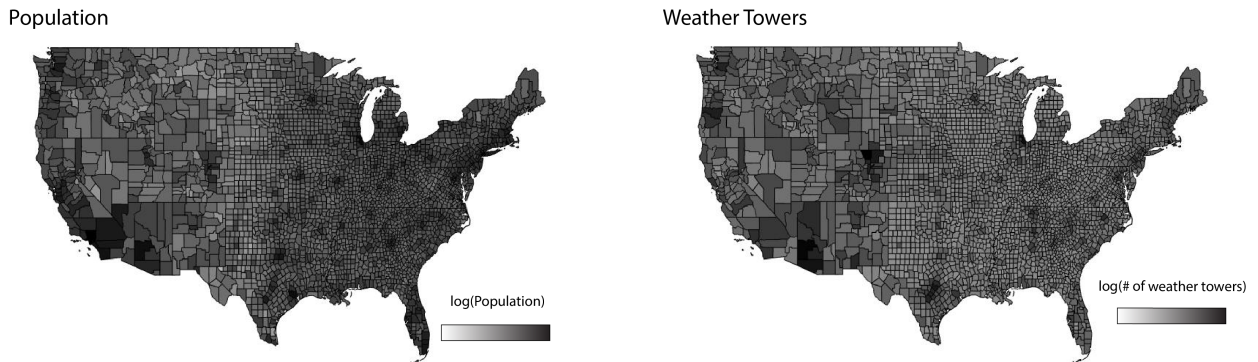 Population
Weather Towers
log(Population)
log(# of weather towers)